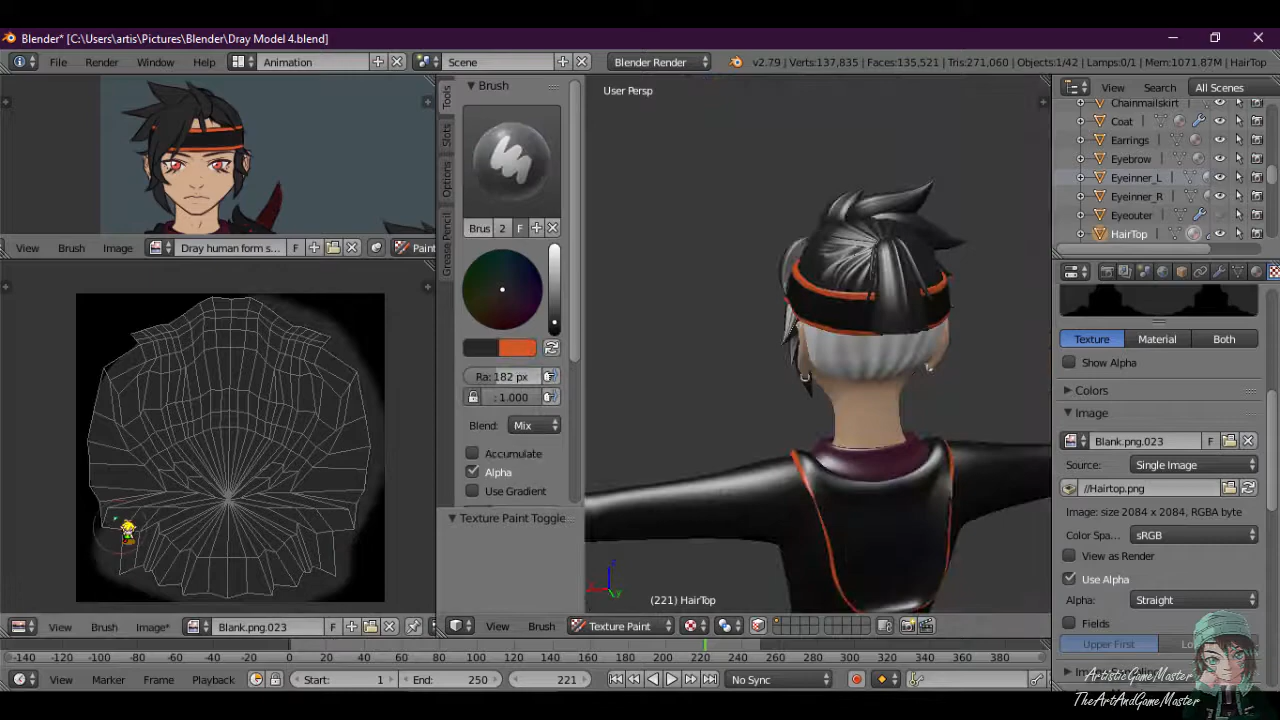 Blender* [C:\Users\artis\Pictures\Blender\Dray Model 4.blend]
File Render Window Help Animation Scene Blender Render v2.79 | Verts:137,835 | Faces:135,521 | Tris:271,060 | Objects:1/42 | Lamps:0/1 | Mem:1071.87M | HairTop
Brush
Tools
Slots
Options
Grease Pencil
Brus 2 F
Ra: 182 px
: 1.000
Blend: Mix
Accumulate
Alpha
Use Gradient
Texture Paint Toggle
View Brush Image Dray human form s... F Paint
User Persp
(221) HairTop
View Search All Scenes
Chainmailskirt
Coat
Earrings
Eyebrow
Eyeinner_L
Eyeinner_R
Eyeouter
HairTop
Texture Material Both
Show Alpha
Colors
Image
Blank.png.023 F
Source: Single Image
//Hairtop.png
Image: size 2084 x 2084, RGBA byte
Color Spa... sRGB
View as Render
Use Alpha
Alpha: Straight
Fields
Upper First
View Brush Image* Blank.png.023 F
View Brush Texture Paint
-140 -120 -100 -80 -60 -40 -20 0 20 40 60 80 100 120 140 160 180 200 220 240 260 280 300 320 340 360 380
View Marker Frame Playback Start: 1 End: 250 221 No Sync
ArtisticGameMaster
TheArtAndGameMaster